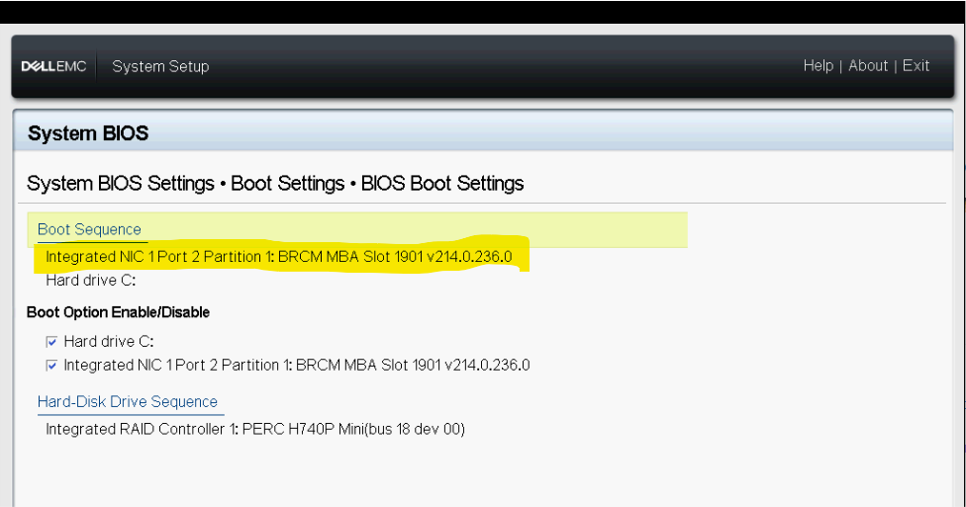 DELLEMC System Setup Help | About | Exit
System BIOS
System BIOS Settings • Boot Settings • BIOS Boot Settings
Boot Sequence
Integrated NIC 1 Port 2 Partition 1: BRCM MBA Slot 1901 v214.0.236.0
Hard drive C:
Boot Option Enable/Disable
Hard drive C:
Integrated NIC 1 Port 2 Partition 1: BRCM MBA Slot 1901 v214.0.236.0
Hard-Disk Drive Sequence
Integrated RAID Controller 1: PERC H740P Mini(bus 18 dev 00)